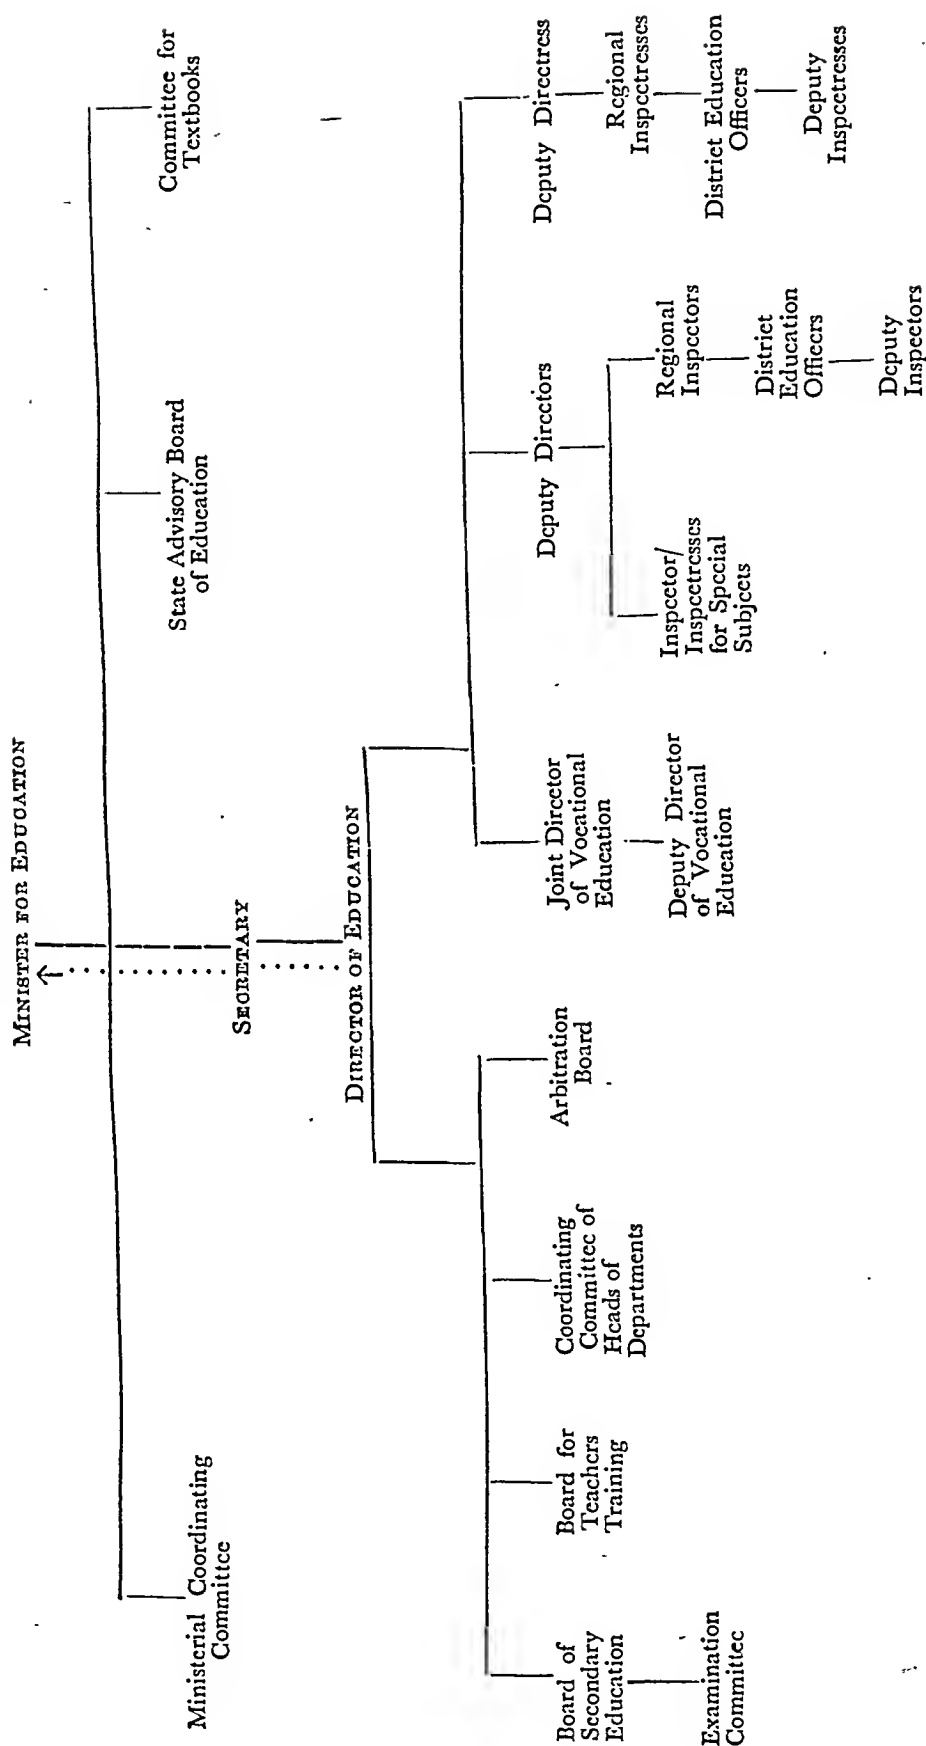 MINISTER FOR EDUCATION
Ministerial Coordinating
Committee
State Advisory Board
of Education
Committee for
Textbooks
SECRETARY
DIRECTOR OF EDUCATION
Board of
Secondary
Education
Examination
Committee
Board for
Teachers
Training
Coordinating
Committee of
Heads of
Departments
Arbitration
Board
Joint Director
of Vocational
Education
Deputy Director
of Vocational
Education
Deputy Directors
Inspector/
Inspectresses
for Special
Subjects
Regional
Inspectors
District
Education
Officers
Deputy
Inspectors
Deputy Directress
Regional
Inspectresses
District Education
Officers
Deputy
Inspectresses